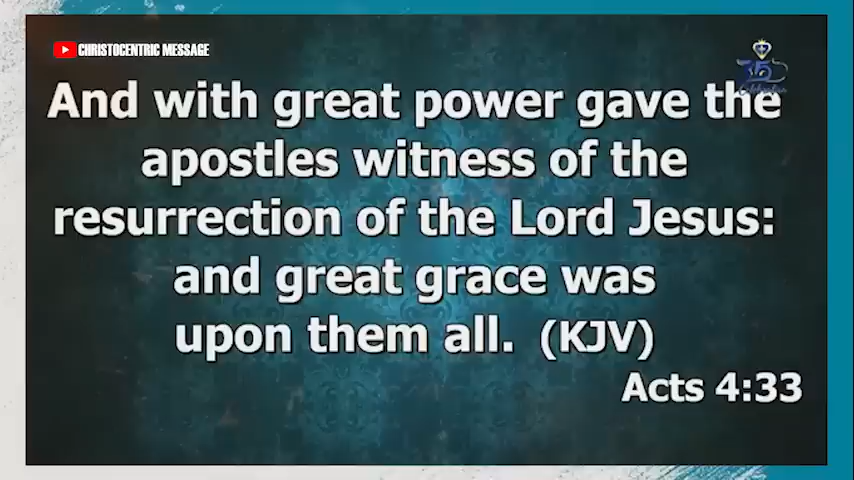 CHRISTOCENTRIC MESSAGE
And with great power gave the
apostles witness of the
resurrection of the Lord Jesus:
and great grace was
upon them all. (KJV)
Acts 4:33